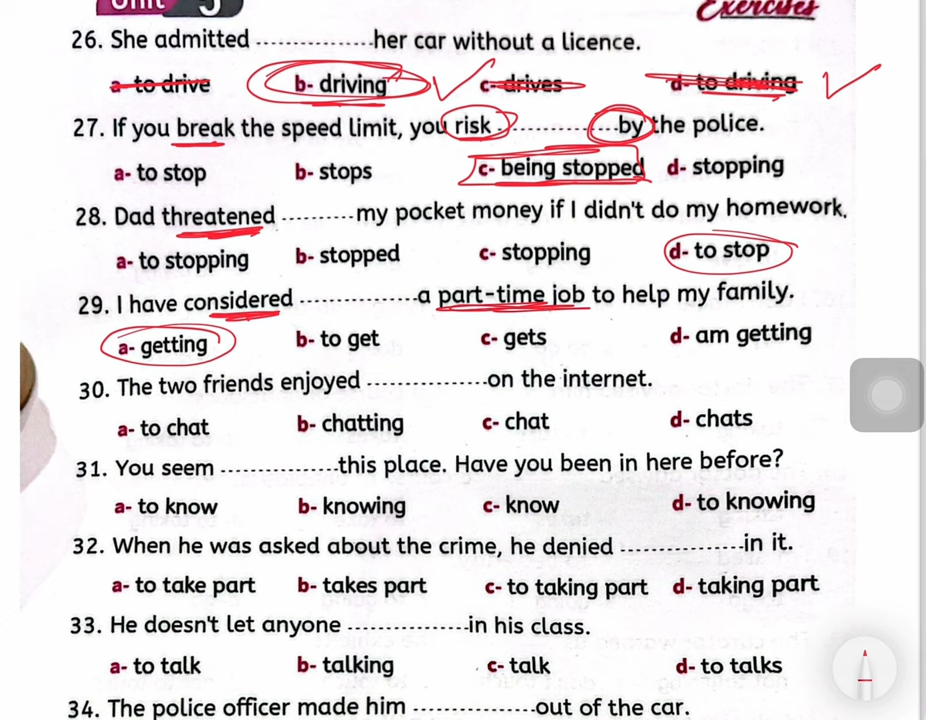 Unit 5
Exercises
26. She admitted ..............her car without a licence.
a- to drive b- driving c- drives d- to driving
27. If you break the speed limit, you risk ..............by the police.
a- to stop b- stops c- being stopped d- stopping
28. Dad threatened .........my pocket money if I didn't do my homework.
a- to stopping b- stopped c- stopping d- to stop
29. I have considered ..............a part-time job to help my family.
a- getting b- to get c- gets d- am getting
30. The two friends enjoyed ..............on the internet.
a- to chat b- chatting c- chat d- chats
31. You seem ..............this place. Have you been in here before?
a- to know b- knowing c- know d- to knowing
32. When he was asked about the crime, he denied ..............in it.
a- to take part b- takes part c- to taking part d- taking part
33. He doesn't let anyone ..............in his class.
a- to talk b- talking c- talk d- to talks
34. The police officer made him ..............out of the car.